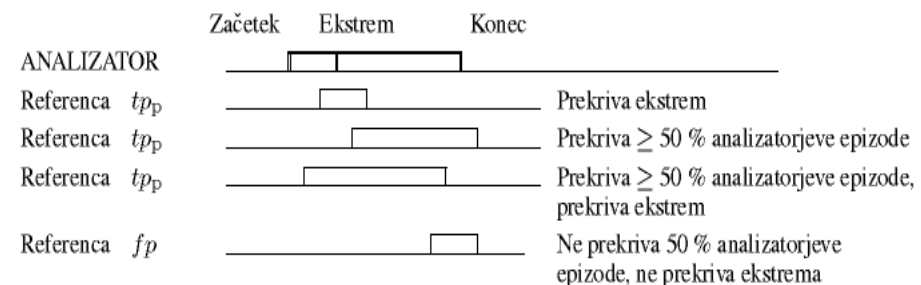 Začetek Ekstrem Konec
ANALIZATOR
Referenca tpp Prekriva ekstrem
Referenca tpp Prekriva ≥ 50 % analizatorjeve epizode
Referenca tpp Prekriva ≥ 50 % analizatorjeve epizode,
prekriva ekstrem
Referenca fp Ne prekriva 50 % analizatorjeve
epizode, ne prekriva ekstrema